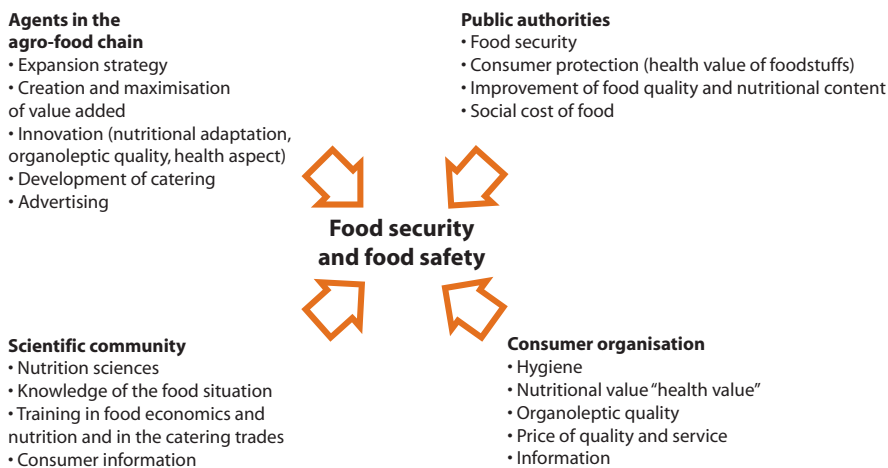 Agents in the
agro-food chain
• Expansion strategy
• Creation and maximisation
of value added
• Innovation (nutritional adaptation,
organoleptic quality, health aspect)
• Development of catering
• Advertising
Public authorities
• Food security
• Consumer protection (health value of foodstuffs)
• Improvement of food quality and nutritional content
• Social cost of food
Food security
and food safety
Scientific community
• Nutrition sciences
• Knowledge of the food situation
• Training in food economics and
nutrition and in the catering trades
• Consumer information
Consumer organisation
• Hygiene
• Nutritional value “health value”
• Organoleptic quality
• Price of quality and service
• Information